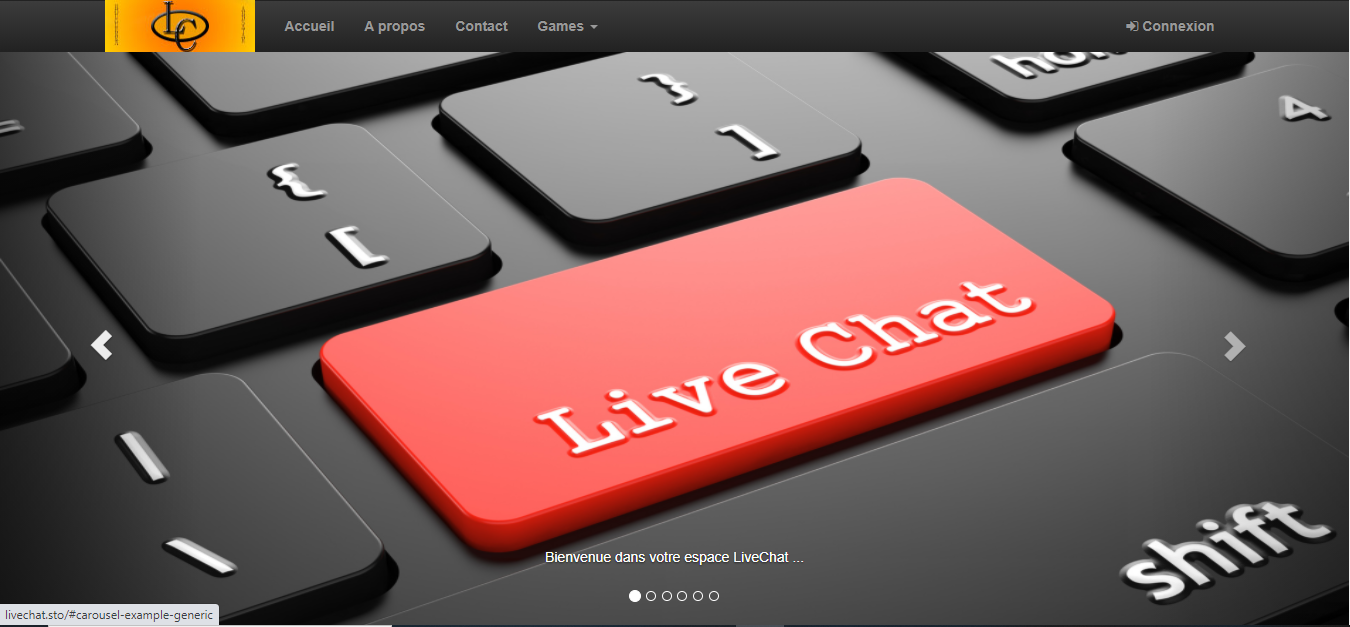 LC
Accueil
A propos
Contact
Games
Connexion
home
}
]
4
{
[
=
Live Chat
|
\
shift
Bienvenue dans votre espace LiveChat ...
livechat.sto/#carousel-example-generic